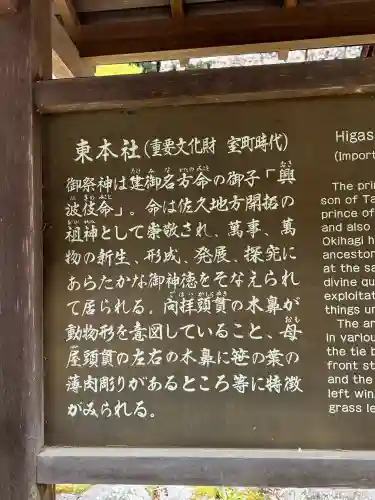 東本社(重要文化財 室町時代)
御祭神は建御名方命の御子「興
波岐命」。命は佐久地方開拓の
祖神として崇敬され、萬事、萬
物の新生、形成、発展、探究に
あらたかな御神徳をそなえられ
て居られる。向拝頭貫の木鼻が
動物形を意図していること、母
屋頭貫の左右の木鼻に笹の葉の
薄肉彫りがあるところ等に特徴
がみられる。
Higas
(Import
The prin
son of Ta
prince of
and also
Okihagi h
ancestor
at the sa
divine qu
exploitat
things un
The ar
in variou
the tie b
front st
and the
left win
grass le